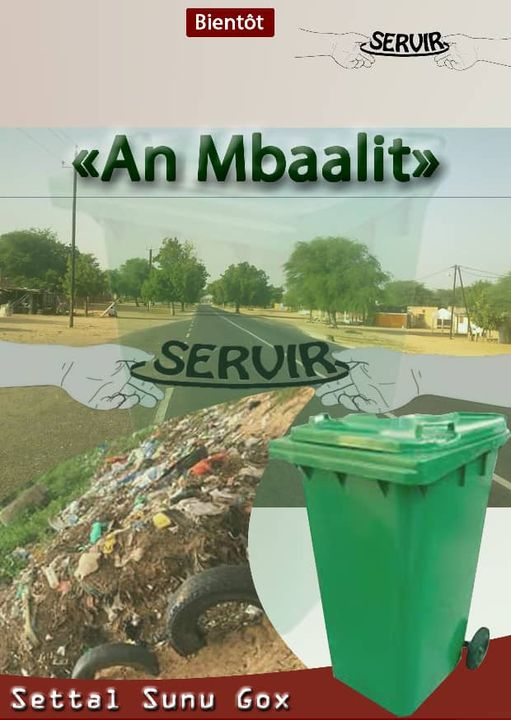 Bientôt
SERVIR
«An Mbaalit»
SERVIR
Settal Sunu Gox